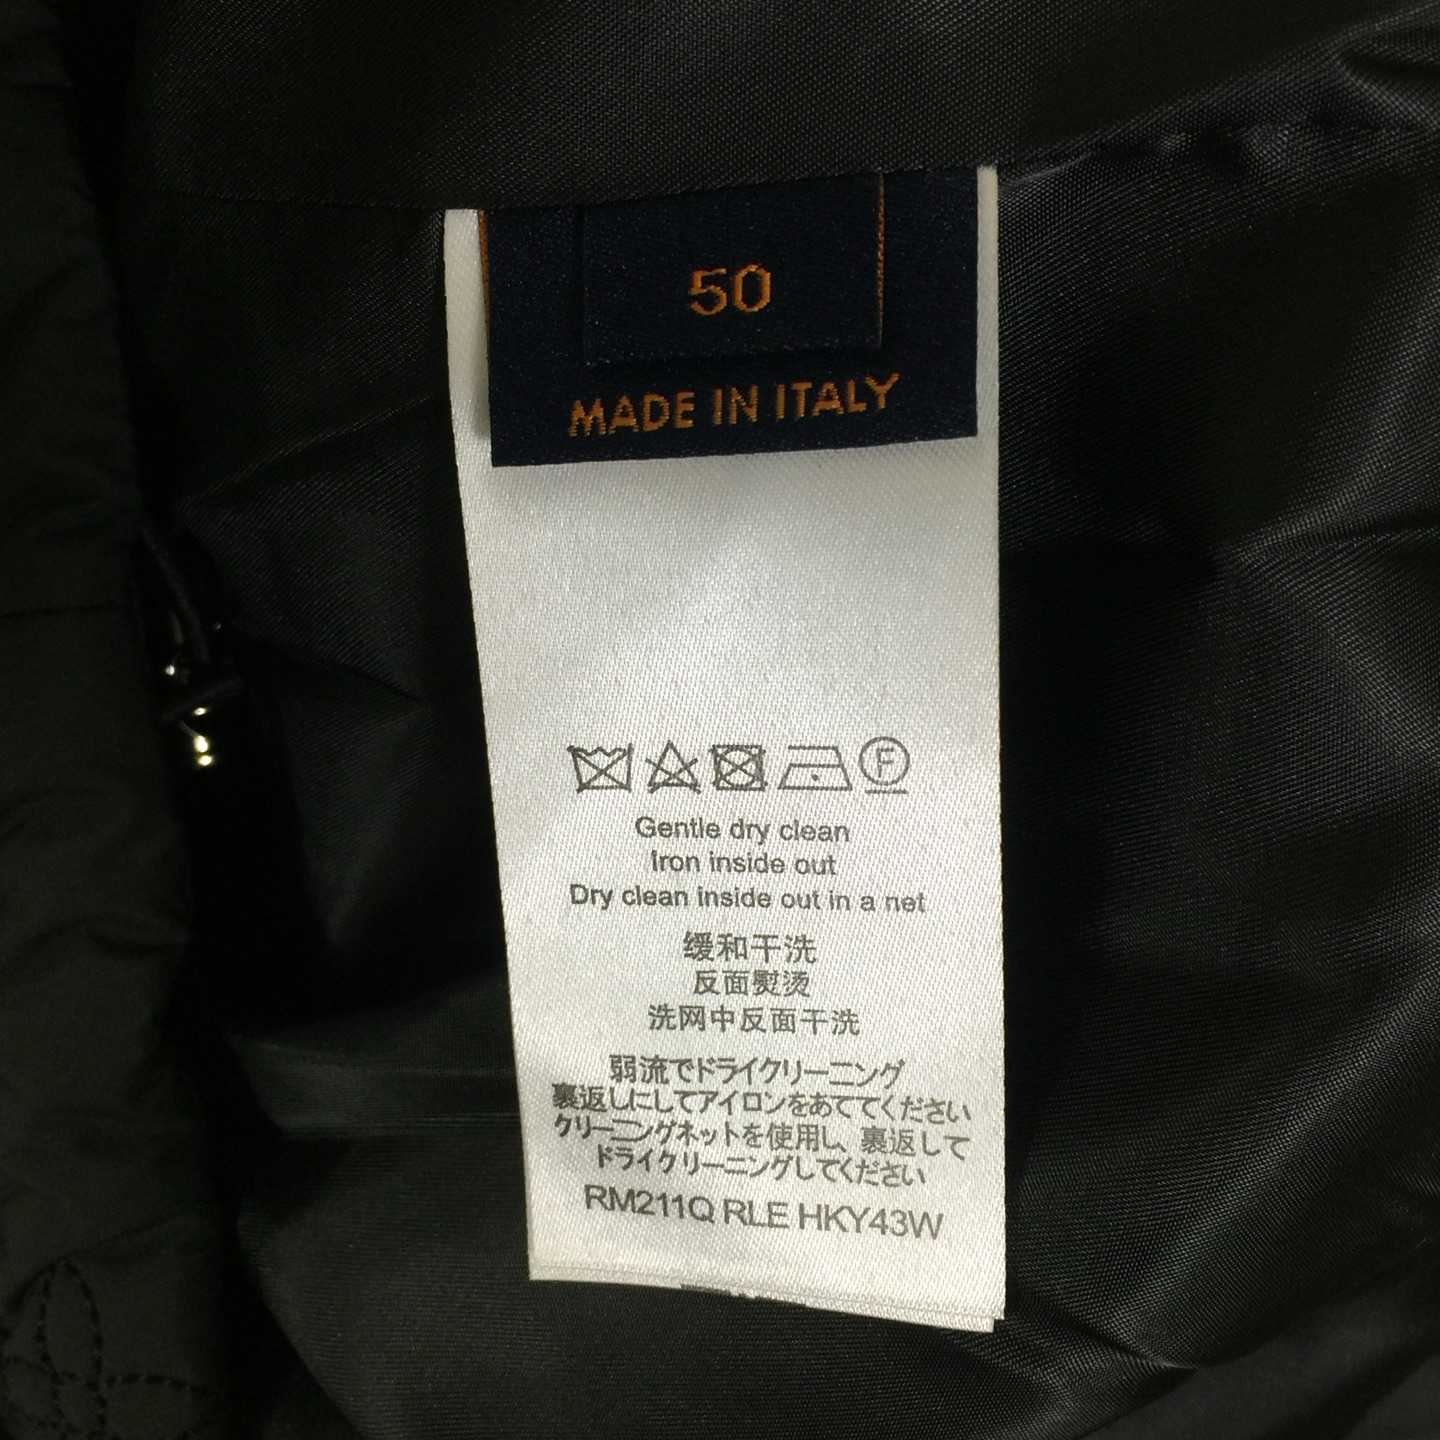 50
MADE IN ITALY
F
Gentle dry clean
Iron inside out
Dry clean inside out in a net
缓和干洗
反面熨烫
洗网中反面干洗
弱流でドライクリーニング
裏返しにしてアイロンをあててください
クリーニングネットを使用し、裏返して
ドライクリーニングしてください
RM211Q RLE HKY43W